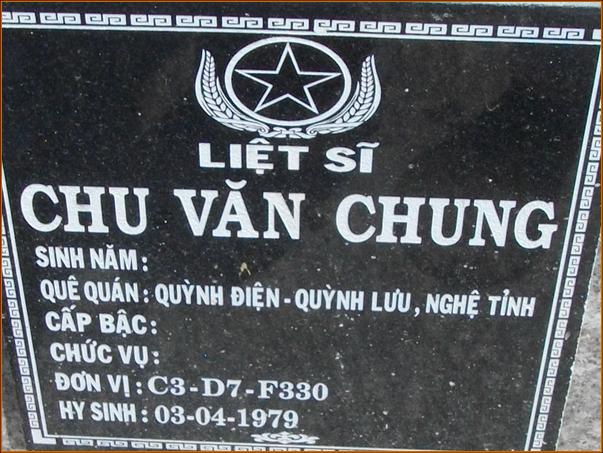 LIỆT SĨ
CHU VĂN CHUNG
SINH NĂM :
QUÊ QUÁN : QUỲNH ĐIỆN - QUỲNH LƯU , NGHỆ TỈNH
CẤP BẬC :
CHỨC VỤ :
ĐƠN VỊ : C3 - D7 - F330
HY SINH : 03-04-1979